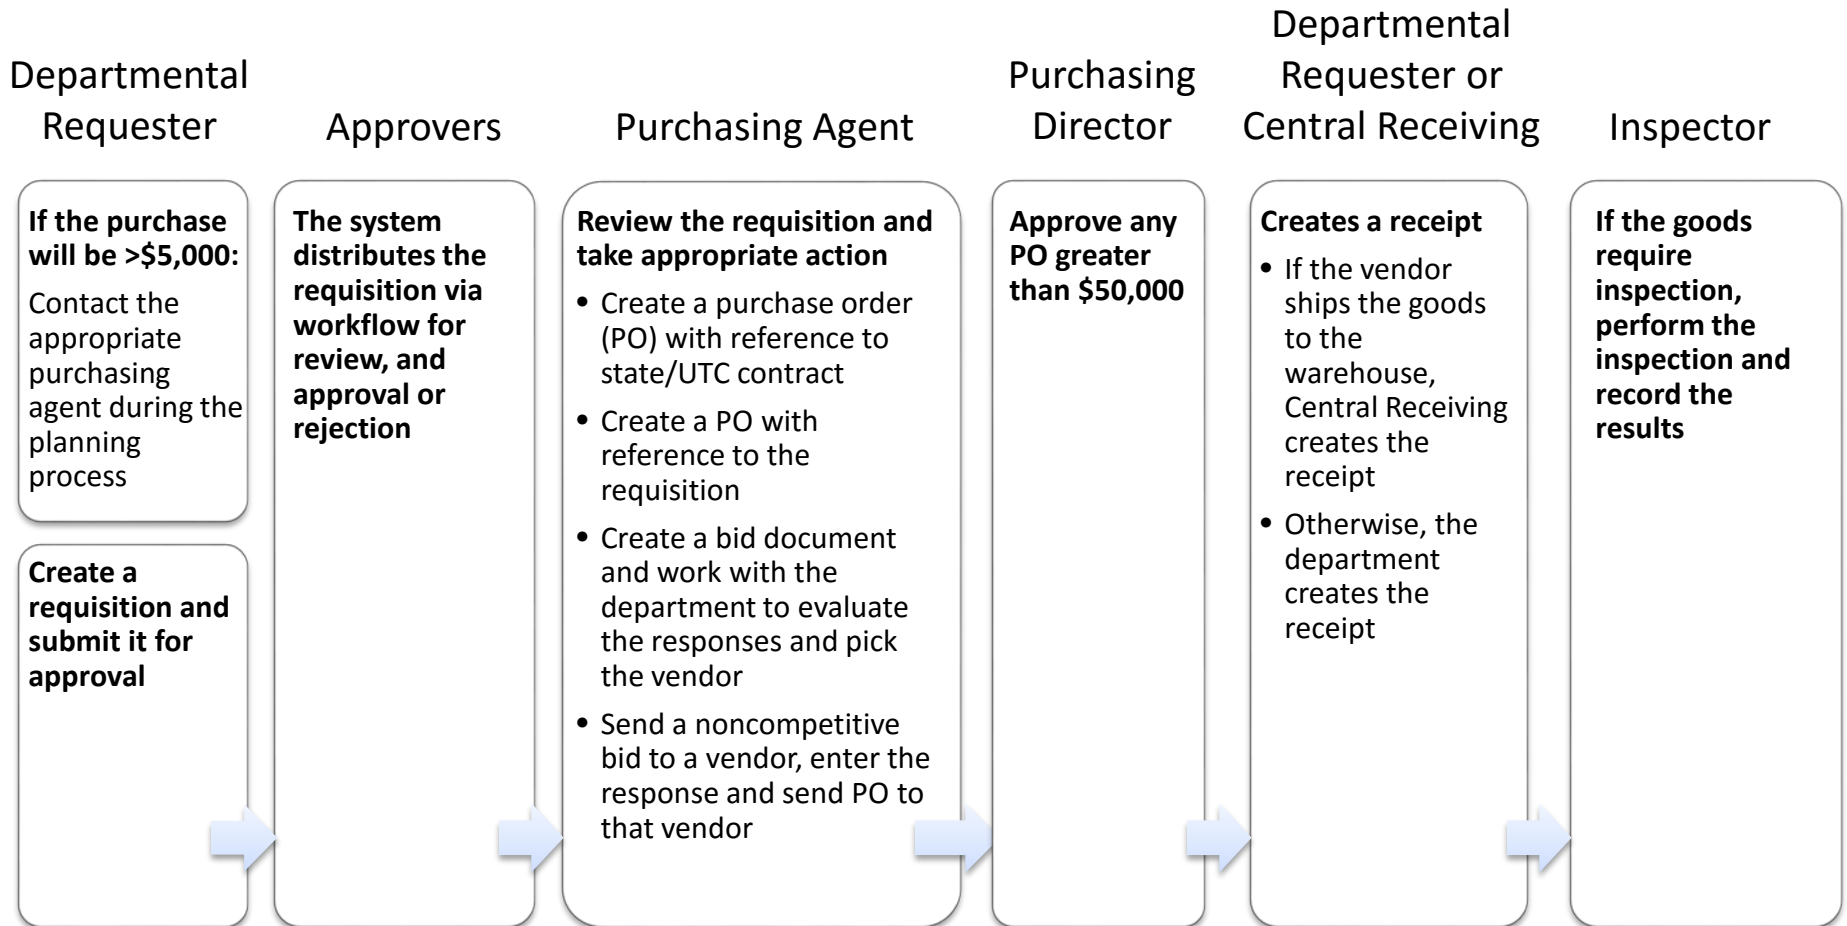 Departmental
Requester
If the purchase
will be >$5,000:
Contact the
appropriate
purchasing
agent during the
planning
process
Create a
requisition and
submit it for
approval
Approvers
The system
distributes the
requisition via
workflow for
review, and
approval or
rejection
Purchasing Agent
Review the requisition and
take appropriate action
• Create a purchase order
(PO) with reference to
state/UTC contract
• Create a PO with
reference to the
requisition
• Create a bid document
and work with the
department to evaluate
the responses and pick
the vendor
• Send a noncompetitive
bid to a vendor, enter the
response and send PO to
that vendor
Purchasing
Director
Approve any
PO greater
than $50,000
Departmental
Requester or
Central Receiving
Creates a receipt
• If the vendor
ships the goods
to the
warehouse,
Central Receiving
creates the
receipt
• Otherwise, the
department
creates the
receipt
Inspector
If the goods
require
inspection,
perform the
inspection and
record the
results